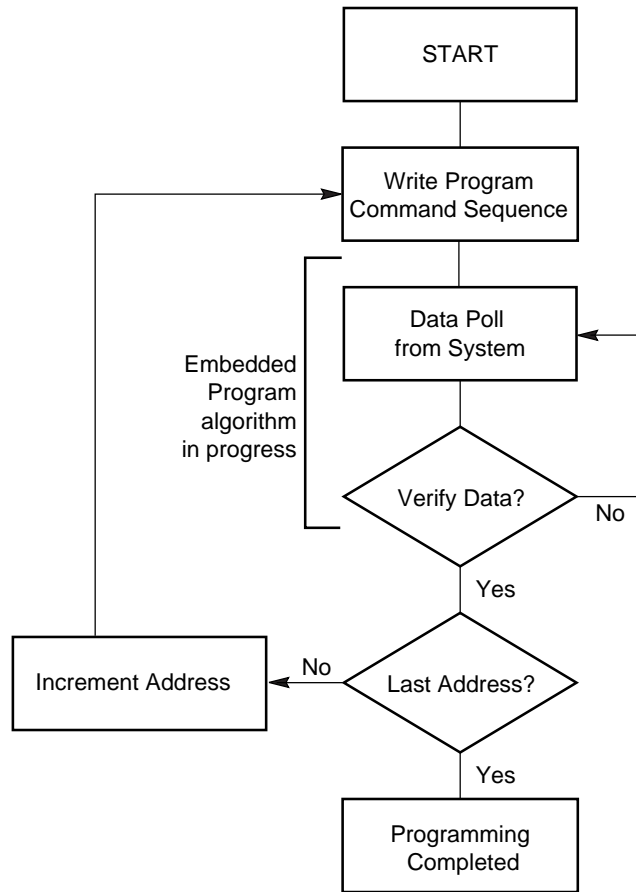 START
Write Program
Command Sequence
Data Poll
from System
Embedded
Program
algorithm
in progress
Verify Data?
No
Yes
Last Address?
No
Increment Address
Yes
Programming
Completed